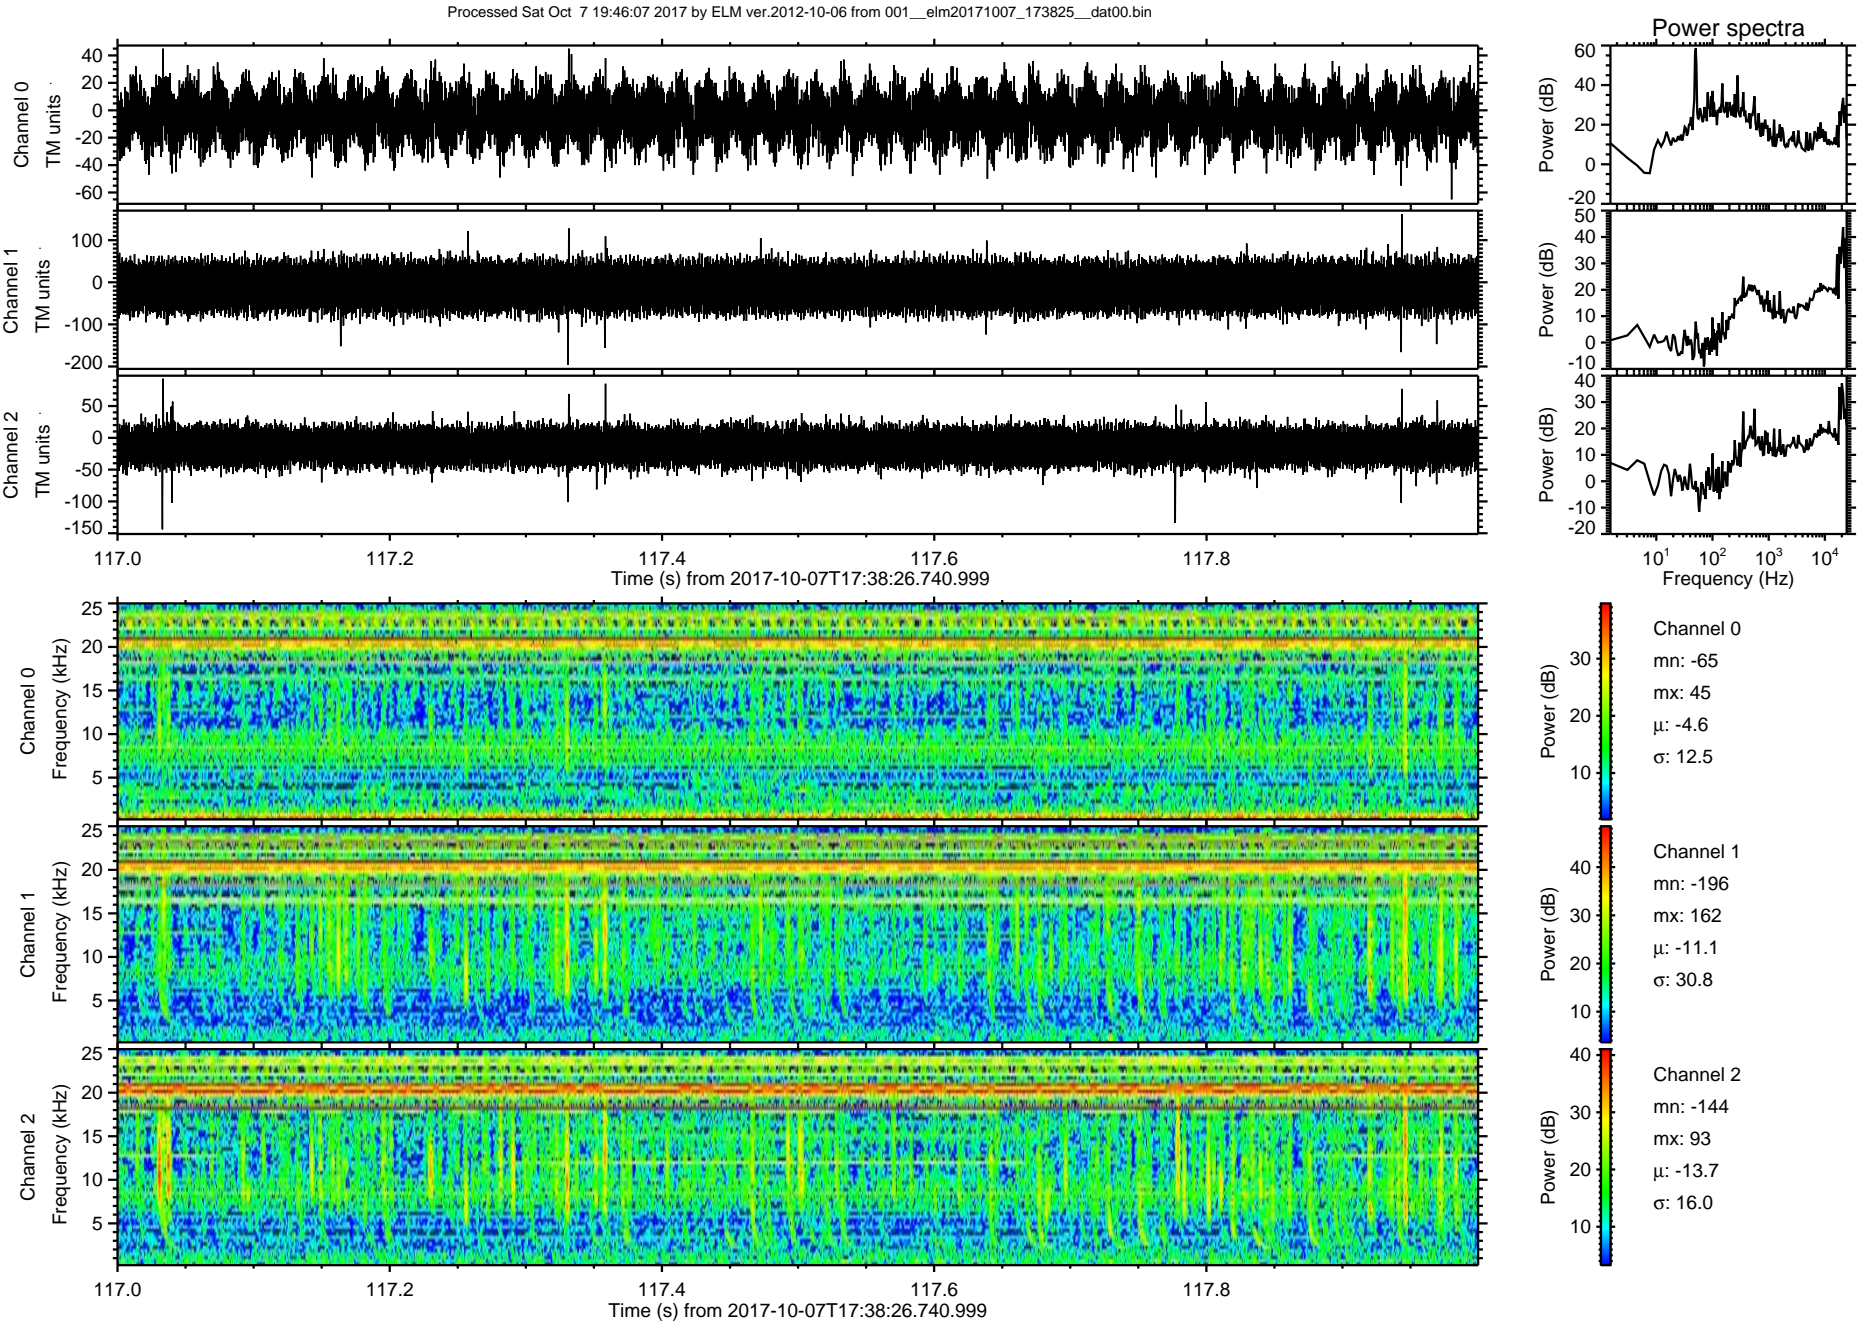 Processed Sat Oct 7 19:46:07 2017 by ELM ver.2012-10-06 from 001__elm20171007_173825__dat00.bin
Power spectra
Channel 0
TM units
40
20
0
-20
-40
-60
Power (dB)
60
40
20
0
-20
Channel 1
TM units
100
0
-100
-200
Power (dB)
50
40
30
20
10
0
-10
Channel 2
TM units
50
0
-50
-100
-150
Power (dB)
40
30
20
10
0
-10
-20
117.0 117.2 117.4 117.6 117.8
Time (s) from 2017-10-07T17:38:26.740.999
10^1 10^2 10^3 10^4
Frequency (Hz)
Channel 0
Frequency (kHz)
25
20
15
10
5
Power (dB)
30
20
10
Channel 0
mn: -65
mx: 45
μ: -4.6
σ: 12.5
Channel 1
Frequency (kHz)
25
20
15
10
5
Power (dB)
40
30
20
10
Channel 1
mn: -196
mx: 162
μ: -11.1
σ: 30.8
Channel 2
Frequency (kHz)
25
20
15
10
5
Power (dB)
40
30
20
10
Channel 2
mn: -144
mx: 93
μ: -13.7
σ: 16.0
117.0 117.2 117.4 117.6 117.8
Time (s) from 2017-10-07T17:38:26.740.999